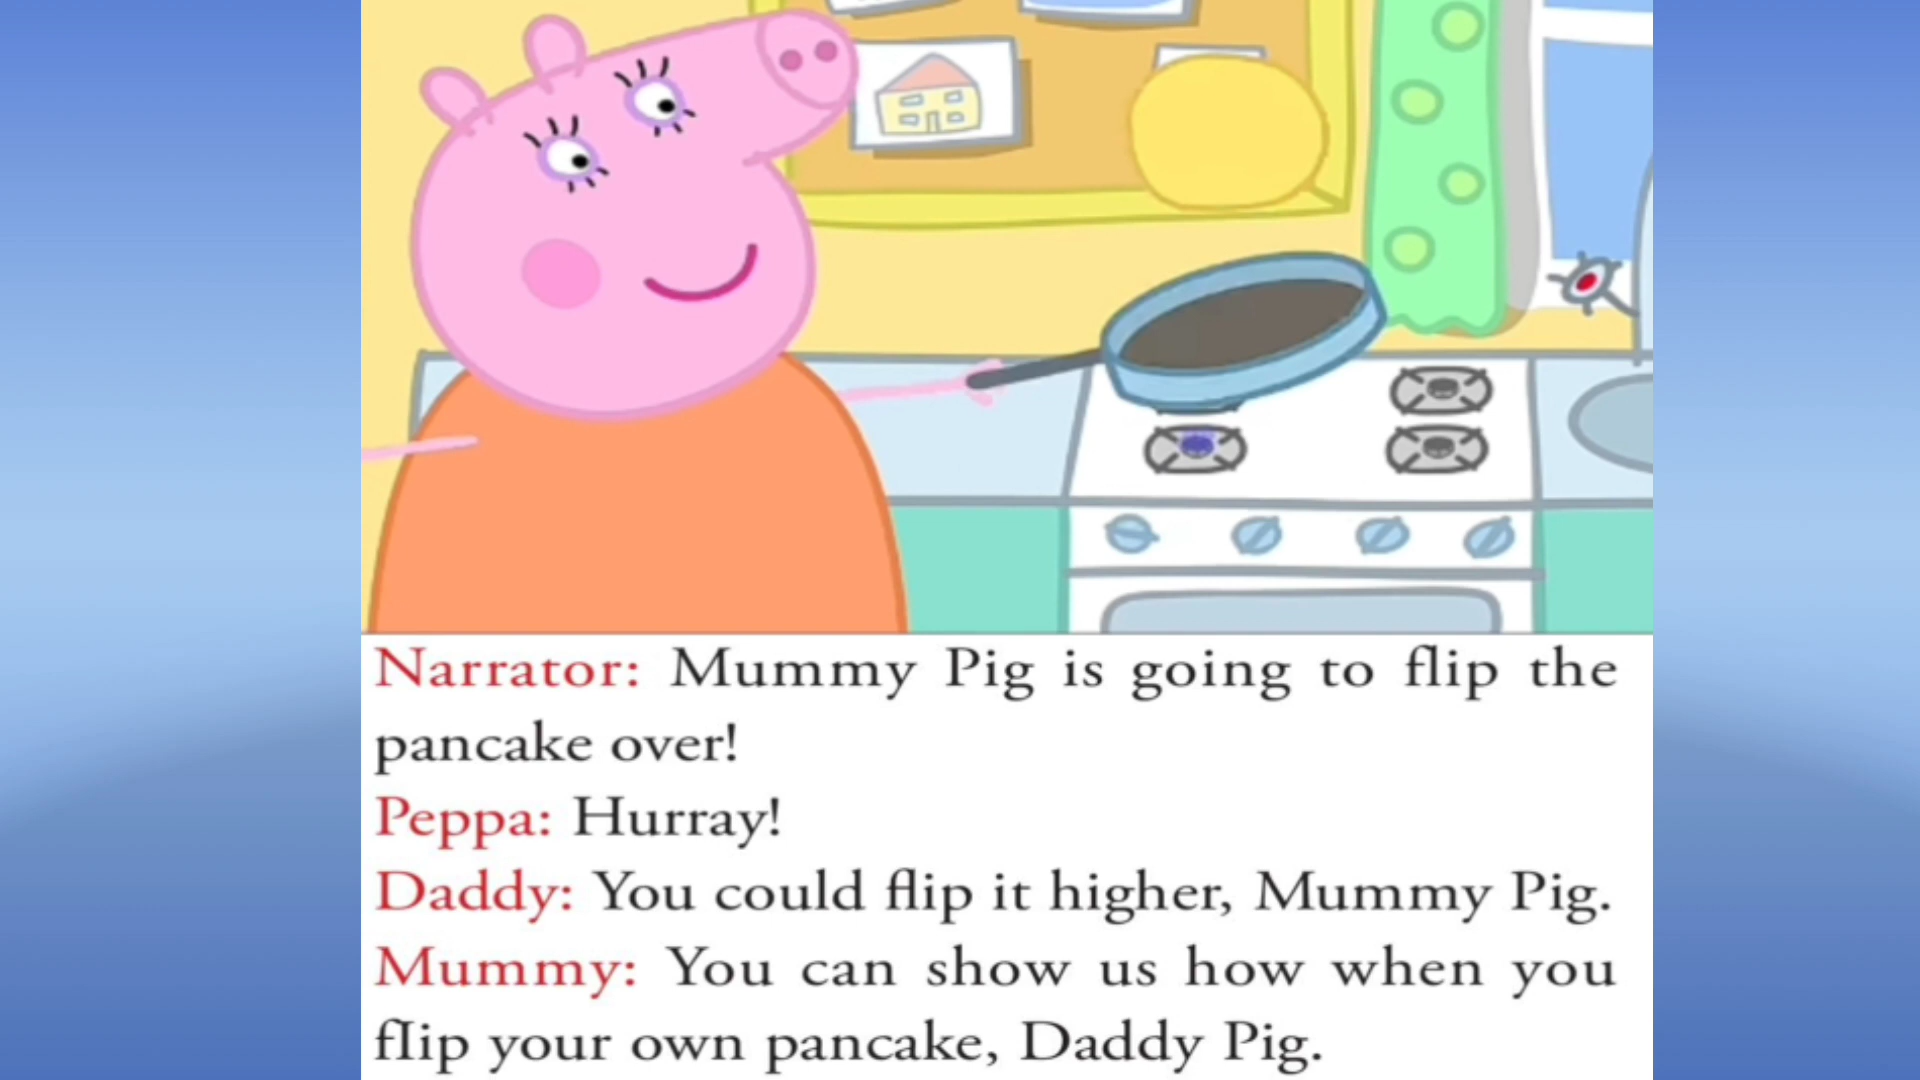 Narrator: Mummy Pig is going to flip the
pancake over!
Peppa: Hurray!
Daddy: You could flip it higher, Mummy Pig.
Mummy: You can show us how when you
flip your own pancake, Daddy Pig.